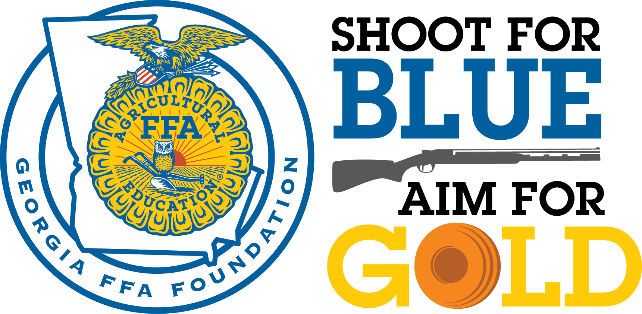 AGRICULTURAL
FFA
EDUCATION
GEORGIA FFA FOUNDATION
SHOOT FOR
BLUE
AIM FOR
GOLD